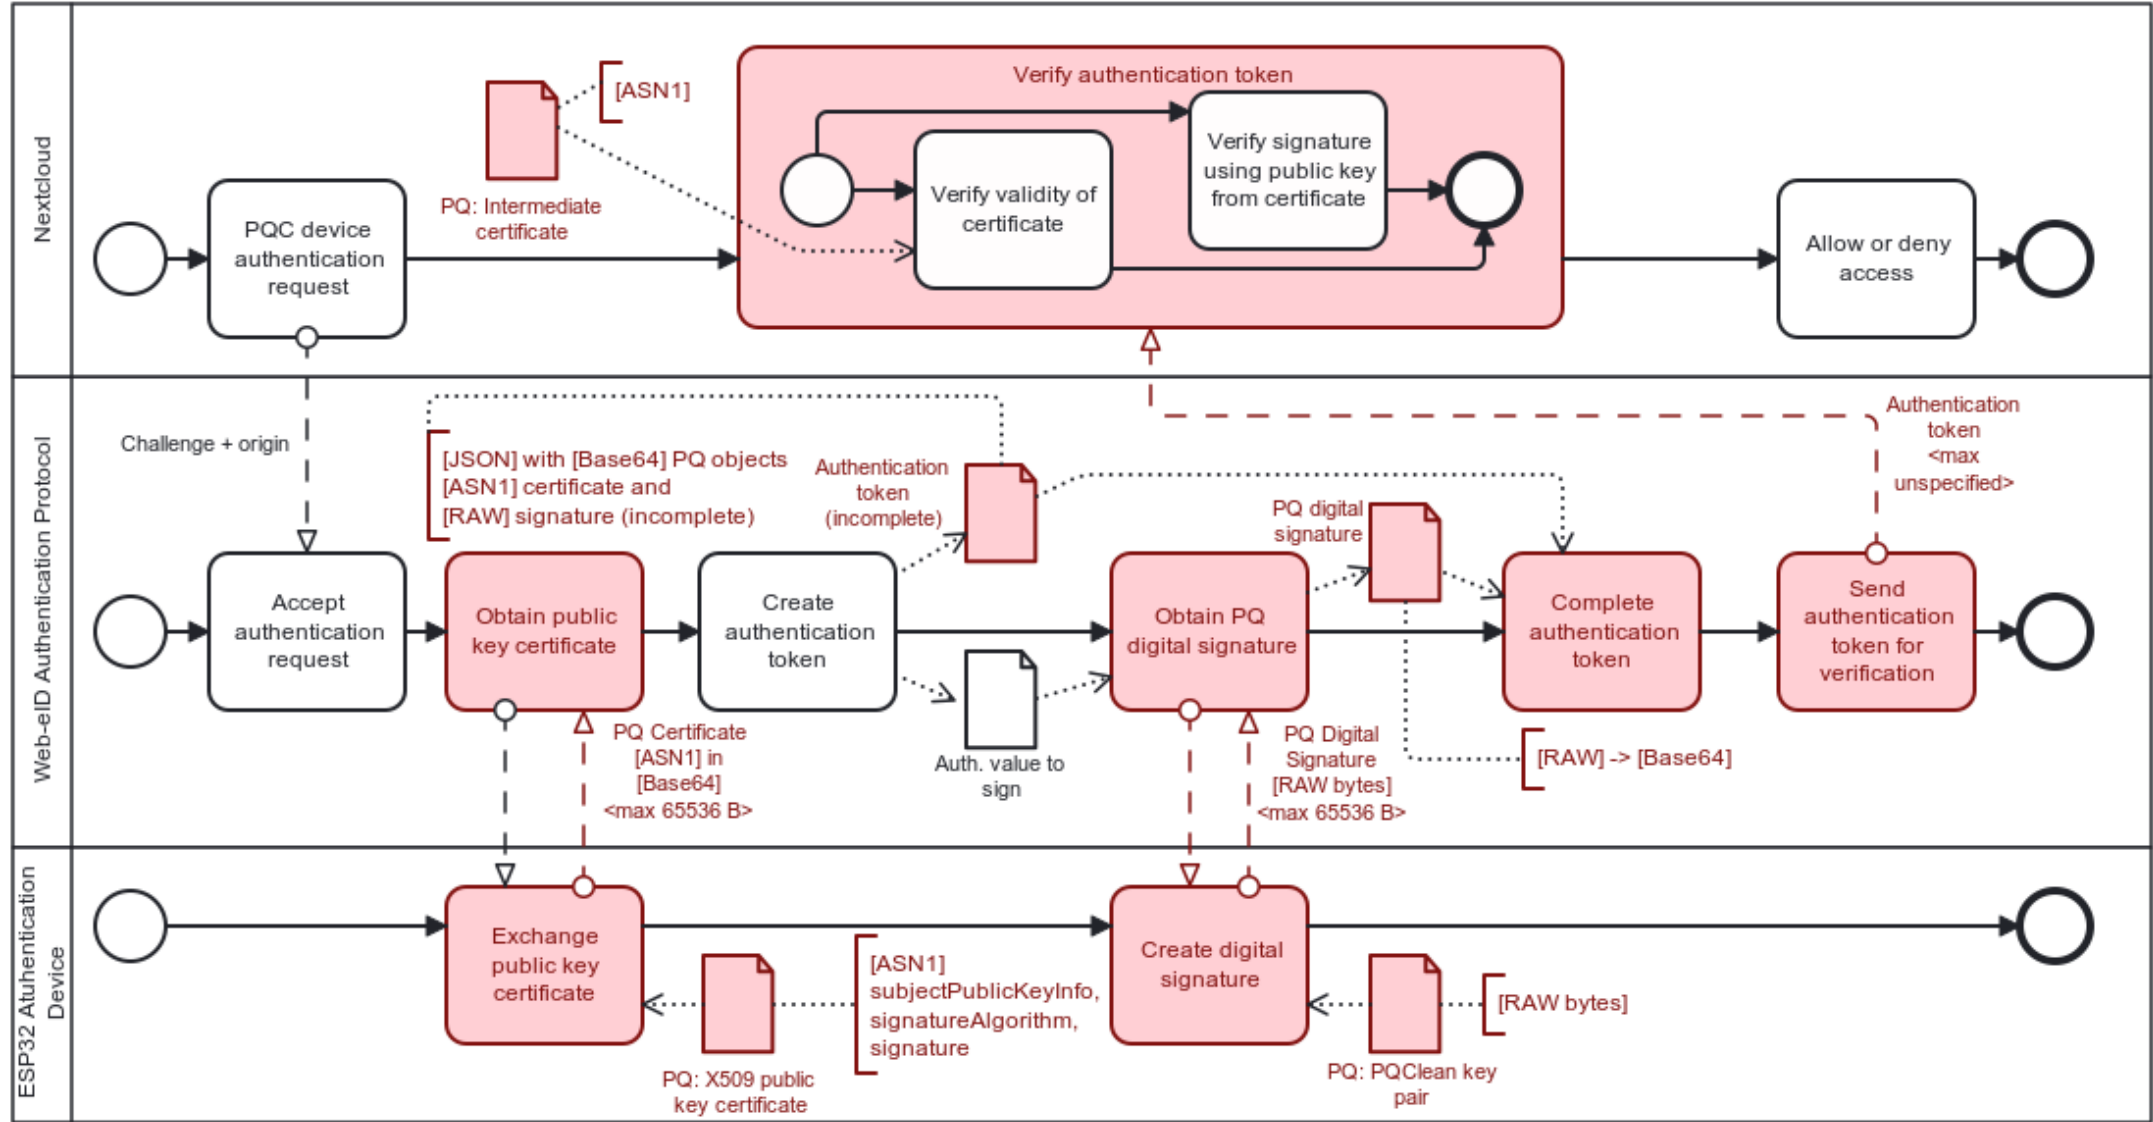 Nextcloud
PQC device
authentication
request
[ASN1]
PQ: Intermediate
certificate
Verify authentication token
Verify validity of
certificate
Verify signature
using public key
from certificate
Allow or deny
access
Web-eID Authentication Protocol
Challenge + origin
[JSON] with [Base64] PQ objects
[ASN1] certificate and
[RAW] signature (incomplete)
Authentication
token
(incomplete)
PQ digital
signature
Authentication
token
<max
unspecified>
Accept
authentication
request
Obtain public
key certificate
Create
authentication
token
Obtain PQ
digital signature
Complete
authentication
token
Send
authentication
token for
verification
PQ Certificate
[ASN1] in
[Base64]
<max 65536 B>
Auth. value to
sign
PQ Digital
Signature
[RAW bytes]
<max 65536 B>
[RAW] -> [Base64]
ESP32 Atuhentication
Device
Exchange
public key
certificate
PQ: X509 public
key certificate
[ASN1]
subjectPublicKeyInfo,
signatureAlgorithm,
signature
Create digital
signature
PQ: PQClean key
pair
[RAW bytes]